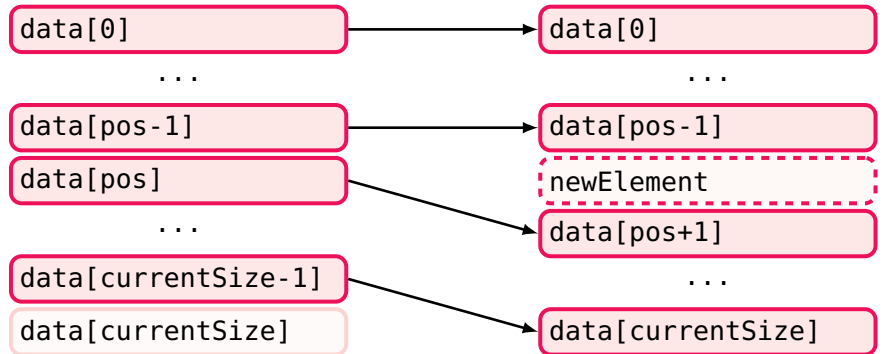 data[0]
...
data[pos-1]
data[pos]
...
data[currentSize-1]
data[currentSize]
data[0]
...
data[pos-1]
newElement
data[pos+1]
...
data[currentSize]